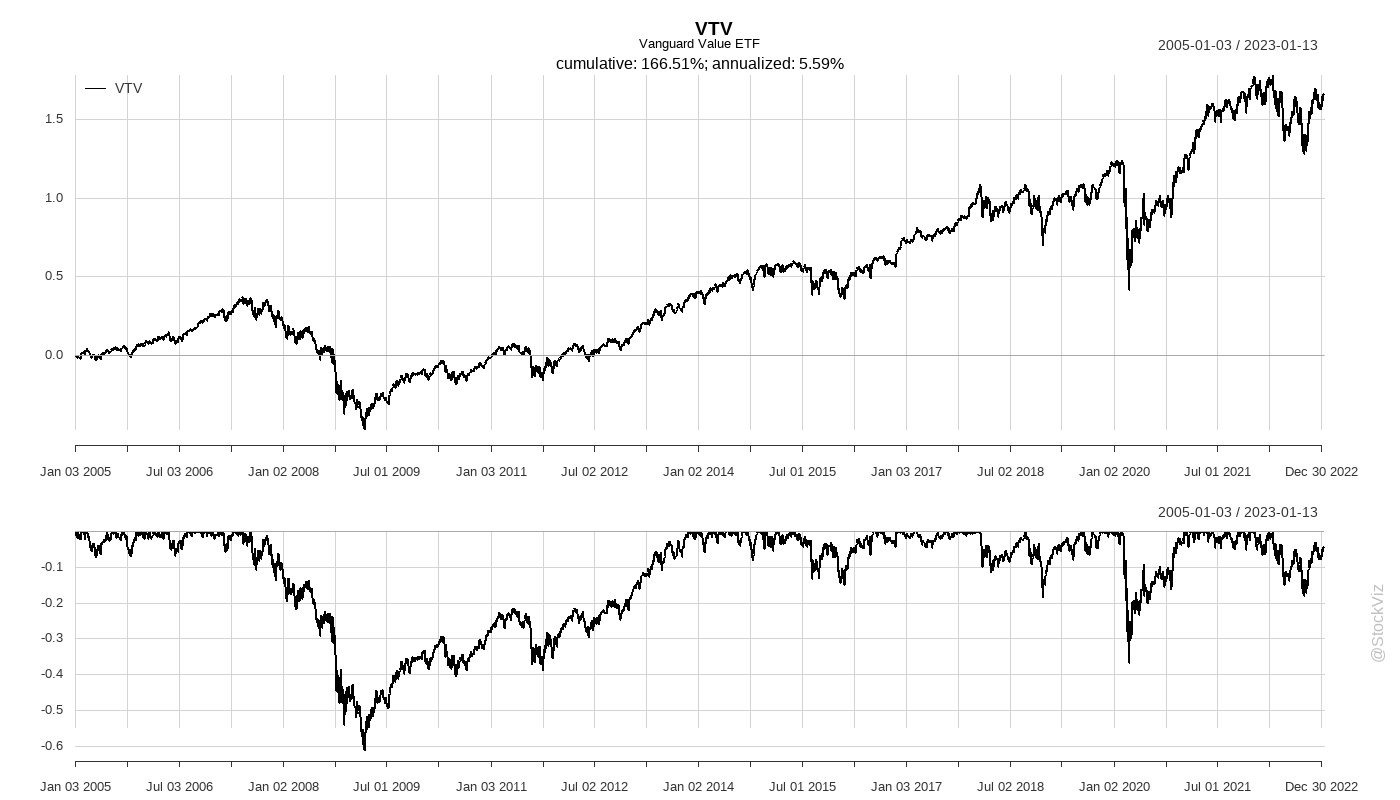 VTV
Vanguard Value ETF
cumulative: 166.51%; annualized: 5.59%
2005-01-03 / 2023-01-13
VTV
1.5
1.0
0.5
0.0
Jan 03 2005 Jul 03 2006 Jan 02 2008 Jul 01 2009 Jan 03 2011 Jul 02 2012 Jan 02 2014 Jul 01 2015 Jan 03 2017 Jul 02 2018 Jan 02 2020 Jul 01 2021 Dec 30 2022
2005-01-03 / 2023-01-13
-0.1
-0.2
-0.3
-0.4
-0.5
-0.6
Jan 03 2005 Jul 03 2006 Jan 02 2008 Jul 01 2009 Jan 03 2011 Jul 02 2012 Jan 02 2014 Jul 01 2015 Jan 03 2017 Jul 02 2018 Jan 02 2020 Jul 01 2021 Dec 30 2022
@StockViz